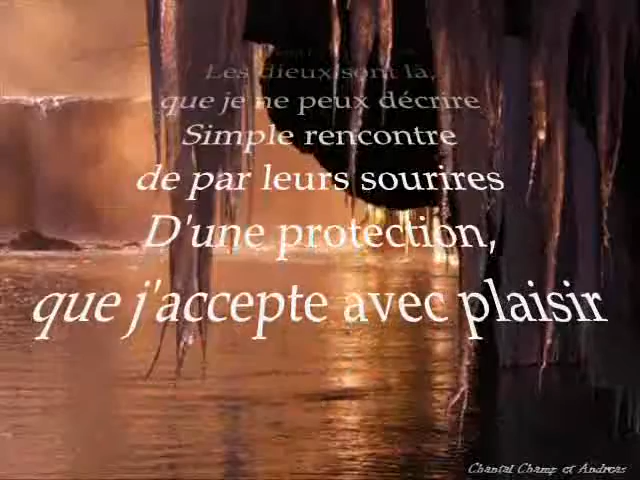 Les dieux sont là,
que je ne peux décrire
Simple rencontre
de par leurs sourires
D'une protection,
que j'accepte avec plaisir
Chantal Champ et Andreas